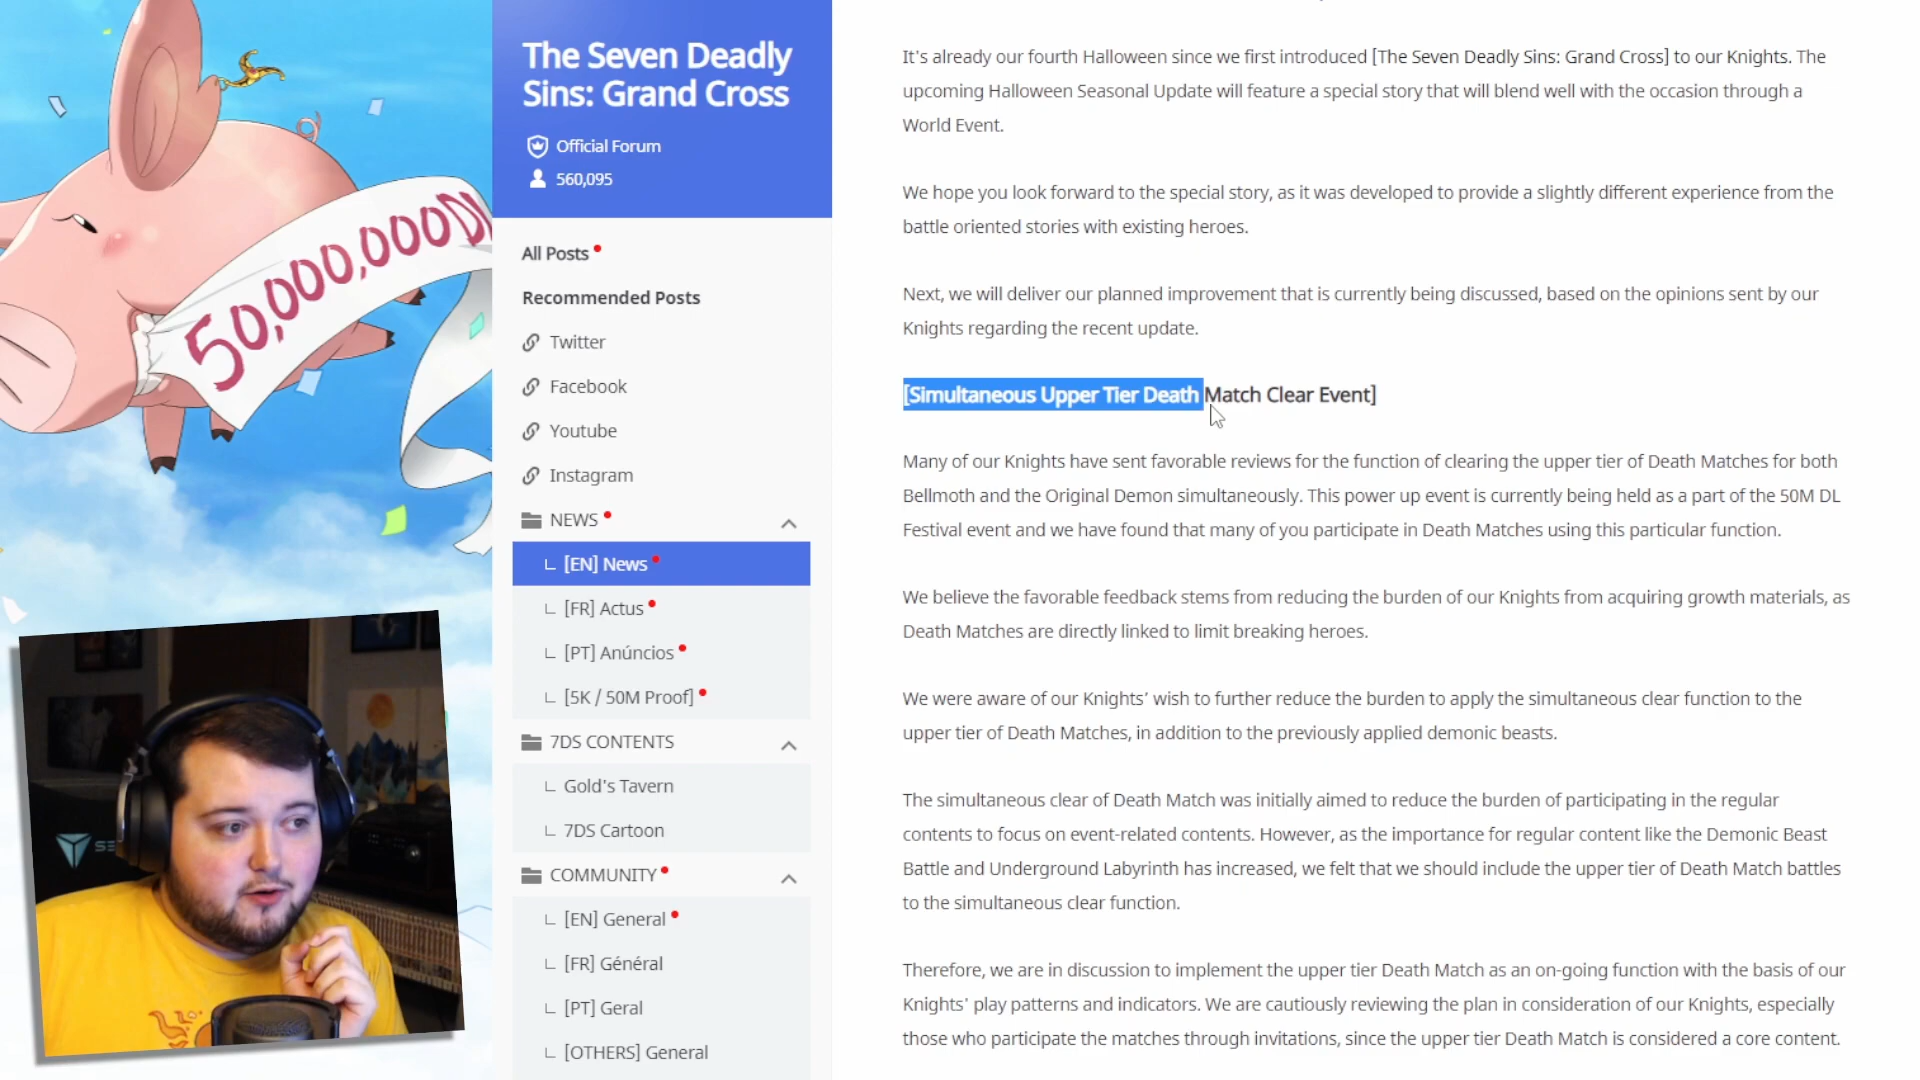 50,000,000DL
The Seven Deadly
Sins: Grand Cross
Official Forum
560,095
All Posts
Recommended Posts
Twitter
Facebook
Youtube
Instagram
NEWS
[EN] News
[FR] Actus
[PT] Anúncios
[5K / 50M Proof]
7DS CONTENTS
Gold's Tavern
7DS Cartoon
COMMUNITY
[EN] General
[FR] Général
[PT] Geral
[OTHERS] General
It's already our fourth Halloween since we first introduced [The Seven Deadly Sins: Grand Cross] to our Knights. The
upcoming Halloween Seasonal Update will feature a special story that will blend well with the occasion through a
World Event.
We hope you look forward to the special story, as it was developed to provide a slightly different experience from the
battle oriented stories with existing heroes.
Next, we will deliver our planned improvement that is currently being discussed, based on the opinions sent by our
Knights regarding the recent update.
[Simultaneous Upper Tier Death Match Clear Event]
Many of our Knights have sent favorable reviews for the function of clearing the upper tier of Death Matches for both
Bellmoth and the Original Demon simultaneously. This power up event is currently being held as a part of the 50M DL
Festival event and we have found that many of you participate in Death Matches using this particular function.
We believe the favorable feedback stems from reducing the burden of our Knights from acquiring growth materials, as
Death Matches are directly linked to limit breaking heroes.
We were aware of our Knights’ wish to further reduce the burden to apply the simultaneous clear function to the
upper tier of Death Matches, in addition to the previously applied demonic beasts.
The simultaneous clear of Death Match was initially aimed to reduce the burden of participating in the regular
contents to focus on event-related contents. However, as the importance for regular content like the Demonic Beast
Battle and Underground Labyrinth has increased, we felt that we should include the upper tier of Death Match battles
to the simultaneous clear function.
Therefore, we are in discussion to implement the upper tier Death Match as an on-going function with the basis of our
Knights' play patterns and indicators. We are cautiously reviewing the plan in consideration of our Knights, especially
those who participate the matches through invitations, since the upper tier Death Match is considered a core content.